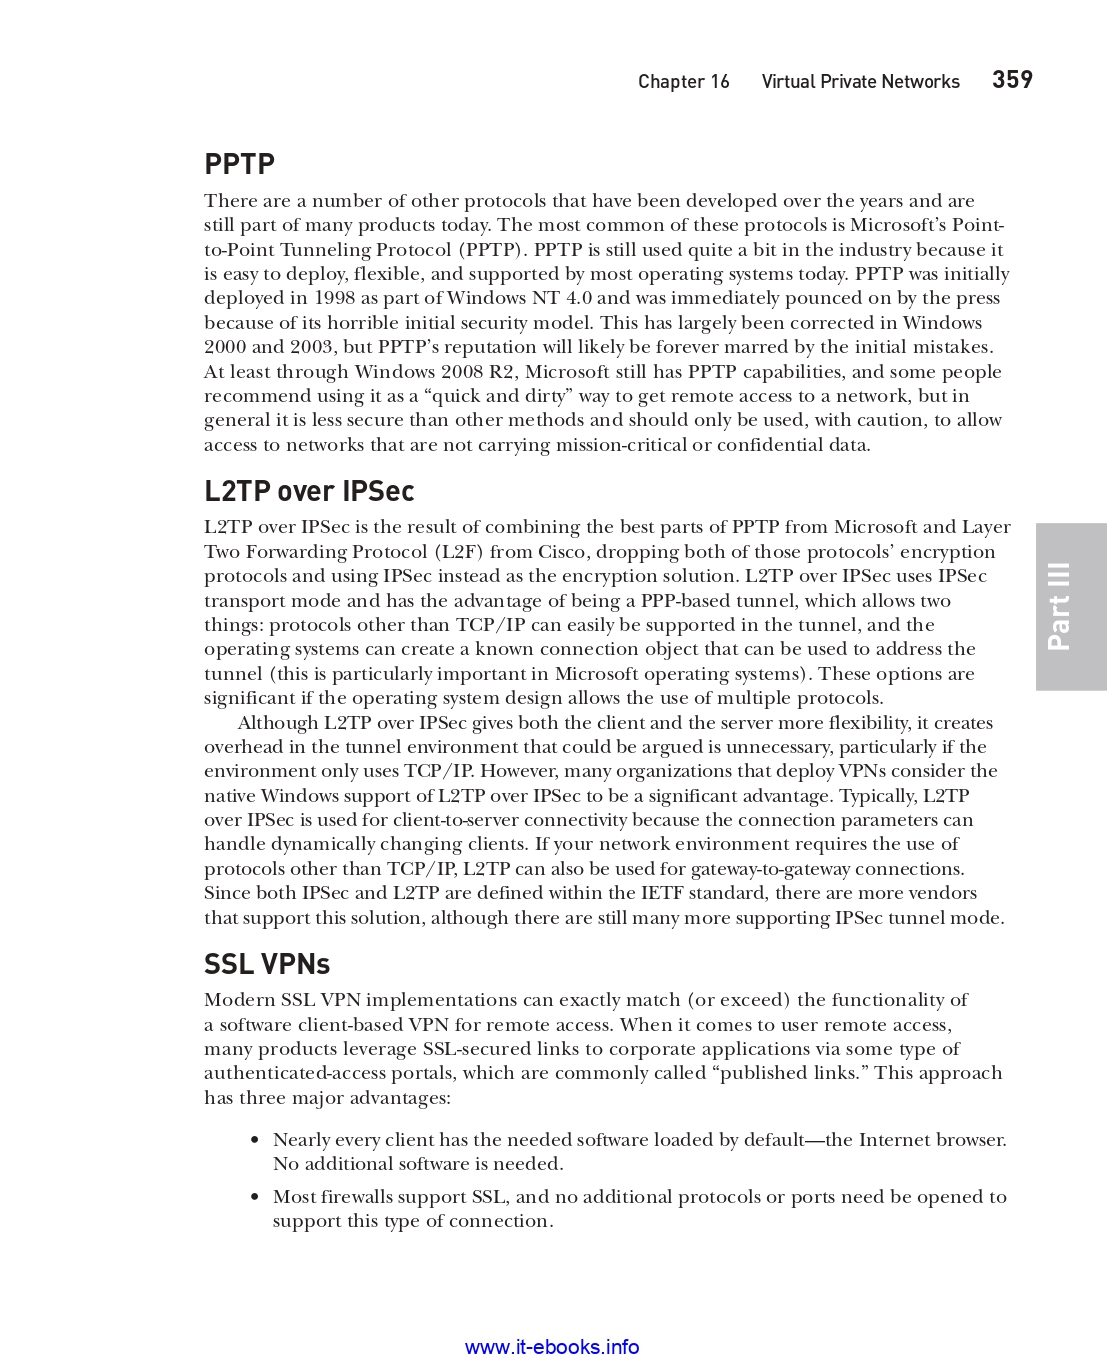 Chapter 16 Virtual Private Networks 359
PPTP
There are a number of other protocols that have been developed over the years and are
still part of many products today. The most common of these protocols is Microsoft’s Point-
to-Point Tunneling Protocol (PPTP). PPTP is still used quite a bit in the industry because it
is easy to deploy, flexible, and supported by most operating systems today. PPTP was initially
deployed in 1998 as part of Windows NT 4.0 and was immediately pounced on by the press
because of its horrible initial security model. This has largely been corrected in Windows
2000 and 2003, but PPTP’s reputation will likely be forever marred by the initial mistakes.
At least through Windows 2008 R2, Microsoft still has PPTP capabilities, and some people
recommend using it as a “quick and dirty” way to get remote access to a network, but in
general it is less secure than other methods and should only be used, with caution, to allow
access to networks that are not carrying mission-critical or confidential data.
L2TP over IPSec
L2TP over IPSec is the result of combining the best parts of PPTP from Microsoft and Layer
Two Forwarding Protocol (L2F) from Cisco, dropping both of those protocols’ encryption
protocols and using IPSec instead as the encryption solution. L2TP over IPSec uses IPSec
transport mode and has the advantage of being a PPP-based tunnel, which allows two
things: protocols other than TCP/IP can easily be supported in the tunnel, and the
operating systems can create a known connection object that can be used to address the
tunnel (this is particularly important in Microsoft operating systems). These options are
significant if the operating system design allows the use of multiple protocols.
Although L2TP over IPSec gives both the client and the server more flexibility, it creates
overhead in the tunnel environment that could be argued is unnecessary, particularly if the
environment only uses TCP/IP. However, many organizations that deploy VPNs consider the
native Windows support of L2TP over IPSec to be a significant advantage. Typically, L2TP
over IPSec is used for client-to-server connectivity because the connection parameters can
handle dynamically changing clients. If your network environment requires the use of
protocols other than TCP/IP, L2TP can also be used for gateway-to-gateway connections.
Since both IPSec and L2TP are defined within the IETF standard, there are more vendors
that support this solution, although there are still many more supporting IPSec tunnel mode.
Part III
SSL VPNs
Modern SSL VPN implementations can exactly match (or exceed) the functionality of
a software client-based VPN for remote access. When it comes to user remote access,
many products leverage SSL-secured links to corporate applications via some type of
authenticated-access portals, which are commonly called “published links.” This approach
has three major advantages:
• Nearly every client has the needed software loaded by default—the Internet browser.
No additional software is needed.
• Most firewalls support SSL, and no additional protocols or ports need be opened to
support this type of connection.
www.it-ebooks.info